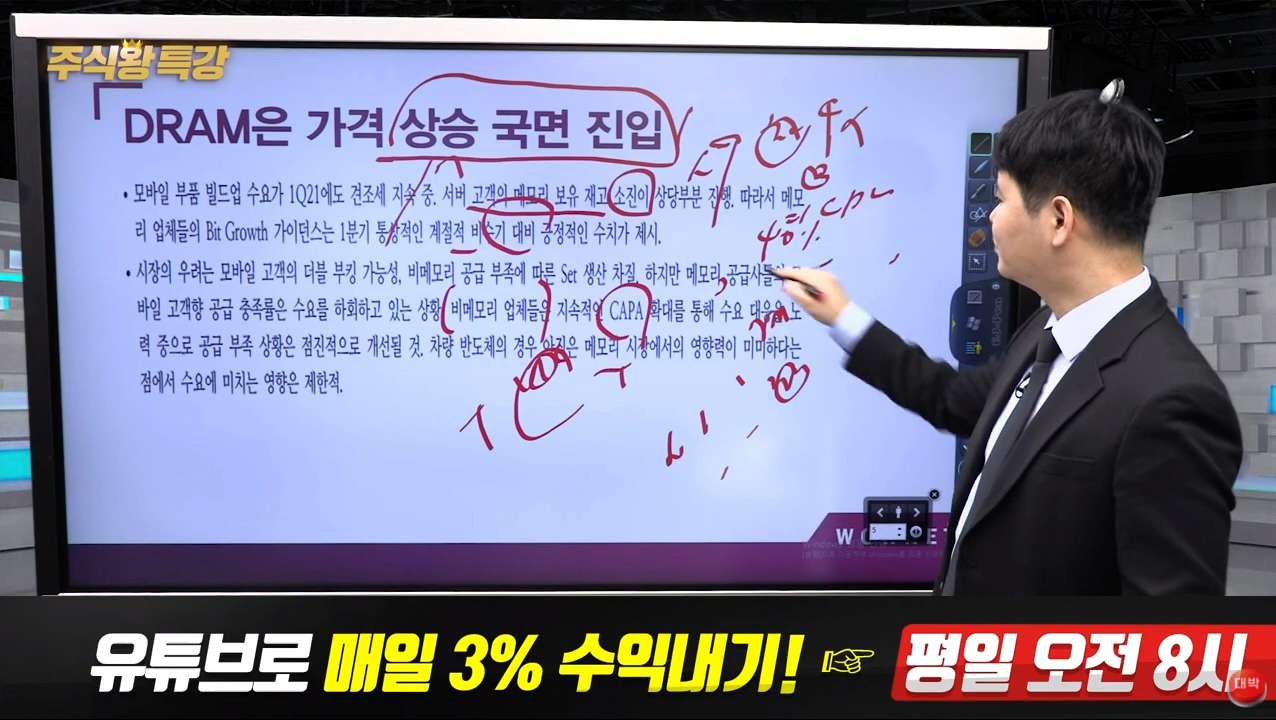 주식왕 특강
DRAM은 가격 상승 국면 진입
• 모바일 부품 빌드업 수요가 1Q21에도 견조세 지속 중. 서버 고객의 메모리 보유 재고 소진이 상당부분 진행. 따라서 메모
리 업체들의 Bit Growth 가이던스는 1분기 통상적인 계절적 비수기 대비 긍정적인 수치가 제시.
• 시장의 우려는 모바일 고객의 더블 부킹 가능성, 비메모리 공급 부족에 따른 Set 생산 차질. 하지만 메모리 공급사들의
바일 고객향 공급 충족률은 수요를 하회하고 있는 상황 비메모리 업체들은 지속적인 CAPA 확대를 통해 수요 대응을 노
력 중으로 공급 부족 상황은 점진적으로 개선될 것. 차량 반도체의 경우 아직은 메모리 시장에서의 영향력이 미미하다는
점에서 수요에 미치는 영향은 제한적.
40%
5
유튜브로 매일 3% 수익내기! 평일 오전 8시
대박